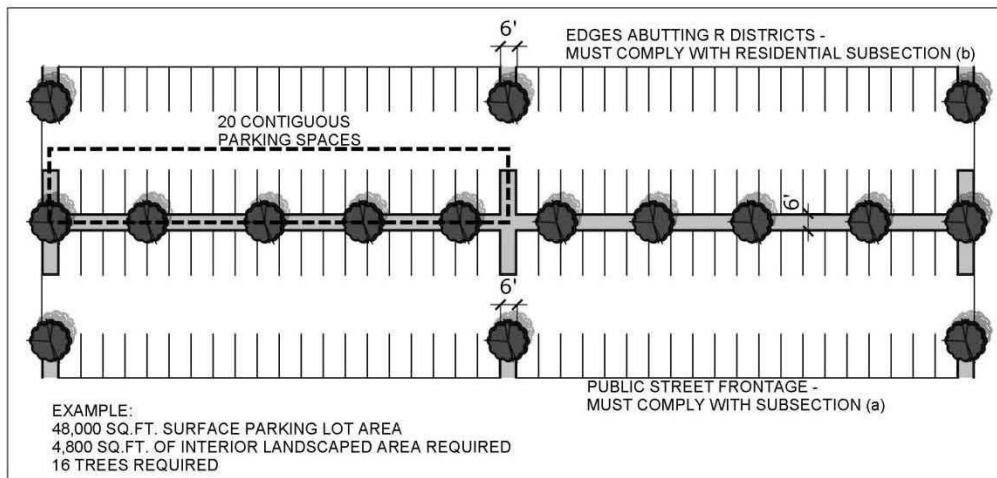 6'
EDGES ABUTTING R DISTRICTS -
MUST COMPLY WITH RESIDENTIAL SUBSECTION (b)
20 CONTIGUOUS
PARKING SPACES
6'
6'
PUBLIC STREET FRONTAGE -
MUST COMPLY WITH SUBSECTION (a)
EXAMPLE:
48,000 SQ.FT. SURFACE PARKING LOT AREA
4,800 SQ.FT. OF INTERIOR LANDSCAPED AREA REQUIRED
16 TREES REQUIRED